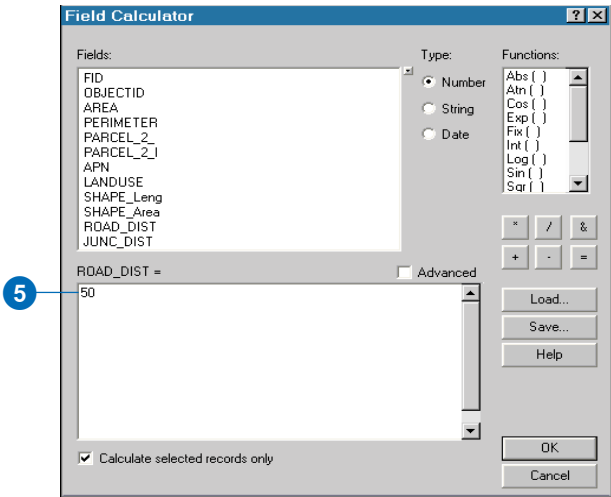 Field Calculator
Fields:
FID
OBJECTID
AREA
PERIMETER
PARCEL_2_
PARCEL_2_I
APN
LANDUSE
SHAPE_Leng
SHAPE_Area
ROAD_DIST
JUNC_DIST
Type:
Number
String
Date
Functions:
Abs ( )
Atn ( )
Cos ( )
Exp ( )
Fix ( )
Int ( )
Log ( )
Sin ( )
Sqr ( )
* / &
+ - =
ROAD_DIST =
Advanced
5
50
Load...
Save...
Help
Calculate selected records only
OK
Cancel